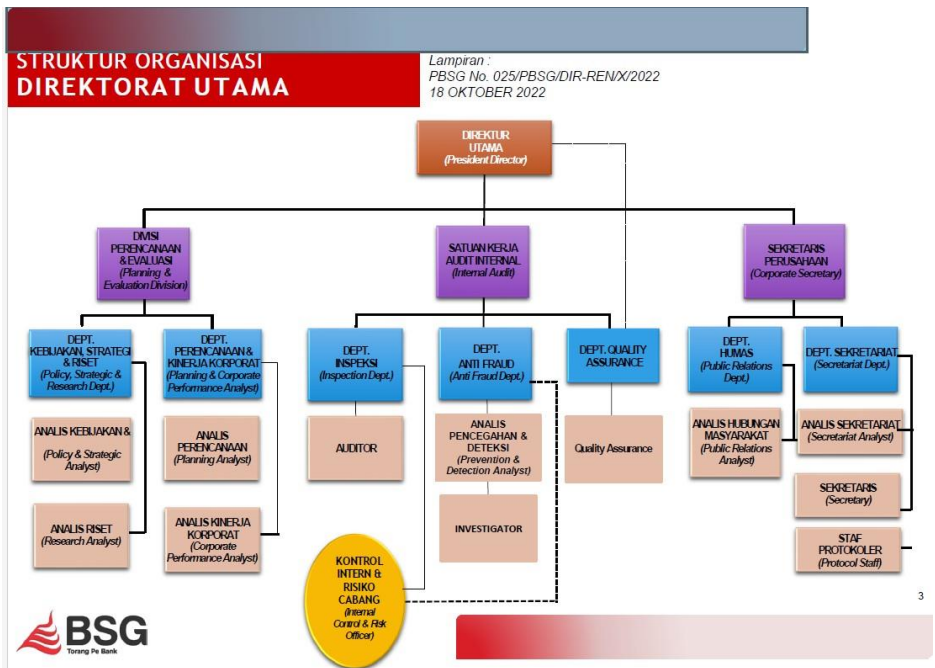 STRUKTUR ORGANISASI
DIREKTORAT UTAMA
Lampiran :
PBSG No. 025/PBSG/DIR-REN/X/2022
18 OKTOBER 2022
DIREKTUR
UTAMA
(President Director)
DIVISI
PERENCANAAN
& EVALUASI
(Planning &
Evaluation Division)
SATUAN KERJA
AUDIT INTERNAL
(Internal Audit)
SEKRETARIS
PERUSAHAAN
(Corporate Secretary)
DEPT.
KEBIJAKAN, STRATEGI
& RISET
(Policy, Strategic &
Research Dept.)
DEPT.
PERENCANAAN &
KINERJA KORPORAT
(Planning & Corporate
Performance Analyst)
DEPT.
INSPEKSI
(Inspection Dept.)
DEPT.
ANTI FRAUD
(Anti Fraud Dept.)
DEPT. QUALITY
ASSURANCE
DEPT.
HUMAS
(Public Relations
Dept.)
DEPT. SEKRETARIAT
(Secretariat Dept.)
ANALIS KEBIJAKAN &
(Policy & Strategic
Analyst)
ANALIS
PERENCANAAN
(Planning Analyst)
AUDITOR
ANALIS
PENCEGAHAN &
DETEKSI
(Prevention &
Detection Analyst)
Quality Assurance
ANALIS HUBUNGAN
MASYARAKAT
(Public Relations
Analyst)
ANALIS SEKRETARIAT
(Secretariat Analyst)
ANALIS RISET
(Research Analyst)
ANALIS KINERJA
KORPORAT
(Corporate
Performance Analyst)
INVESTIGATOR
SEKRETARIS
(Secretary)
STAF
PROTOKOLER
(Protocol Staff)
KONTROL
INTERN &
RISIKO
CABANG
(Internal
Control & Risk
Officer)
3
BSG
Torang Pe Bank